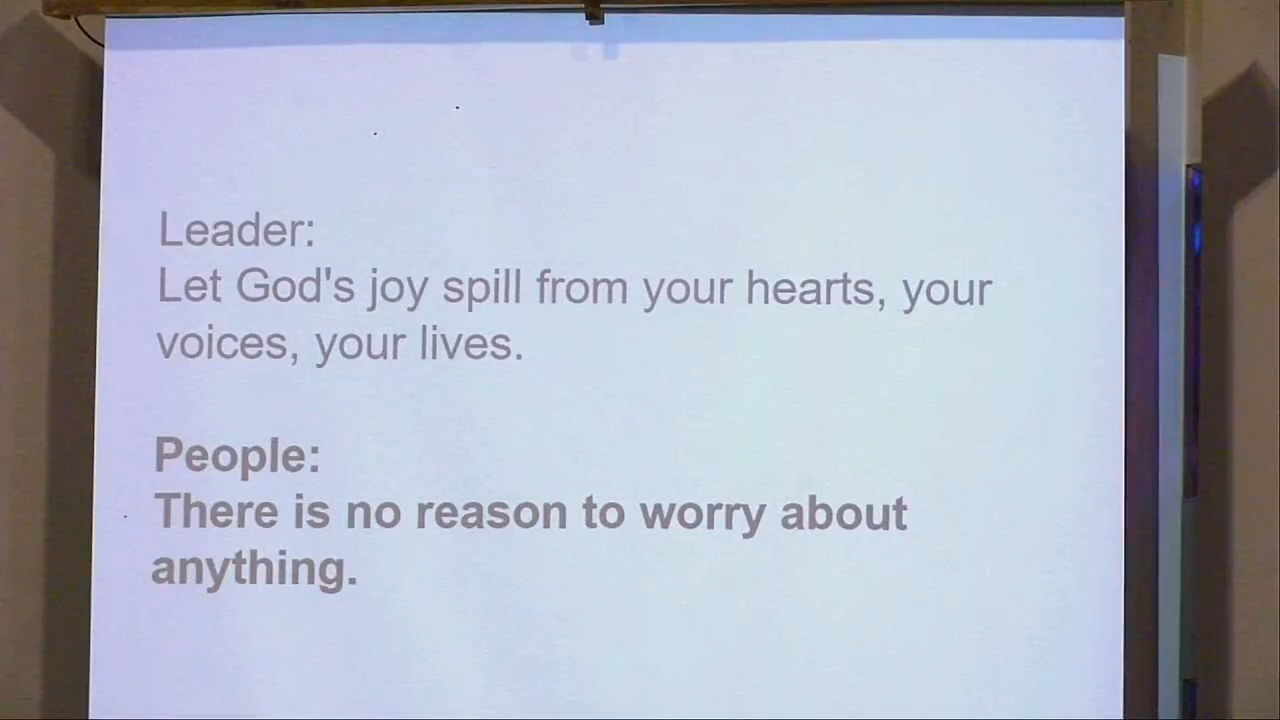 Leader:
Let God's joy spill from your hearts, your
voices, your lives.
People:
There is no reason to worry about
anything.